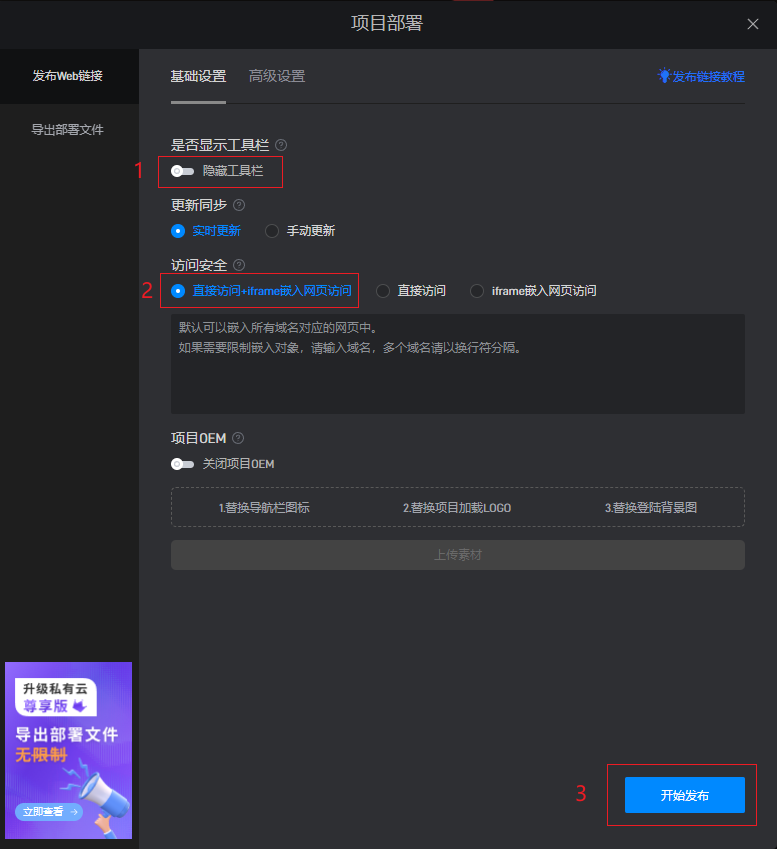 项目部署
发布Web链接
导出部署文件
基础设置 高级设置
发布链接教程
是否显示工具栏 ?
1 隐藏工具栏
更新同步 ?
实时更新 手动更新
访问安全 ?
2 直接访问+iframe嵌入网页访问 直接访问 iframe嵌入网页访问
默认可以嵌入所有域名对应的网页中。
如果需要限制嵌入对象，请输入域名，多个域名请以换行符分隔。
项目OEM ?
关闭项目OEM
1.替换导航栏图标 2.替换项目加载LOGO 3.替换登陆背景图
上传素材
升级私有云
尊享版
导出部署文件
无限制
立即查看 →
3 开始发布